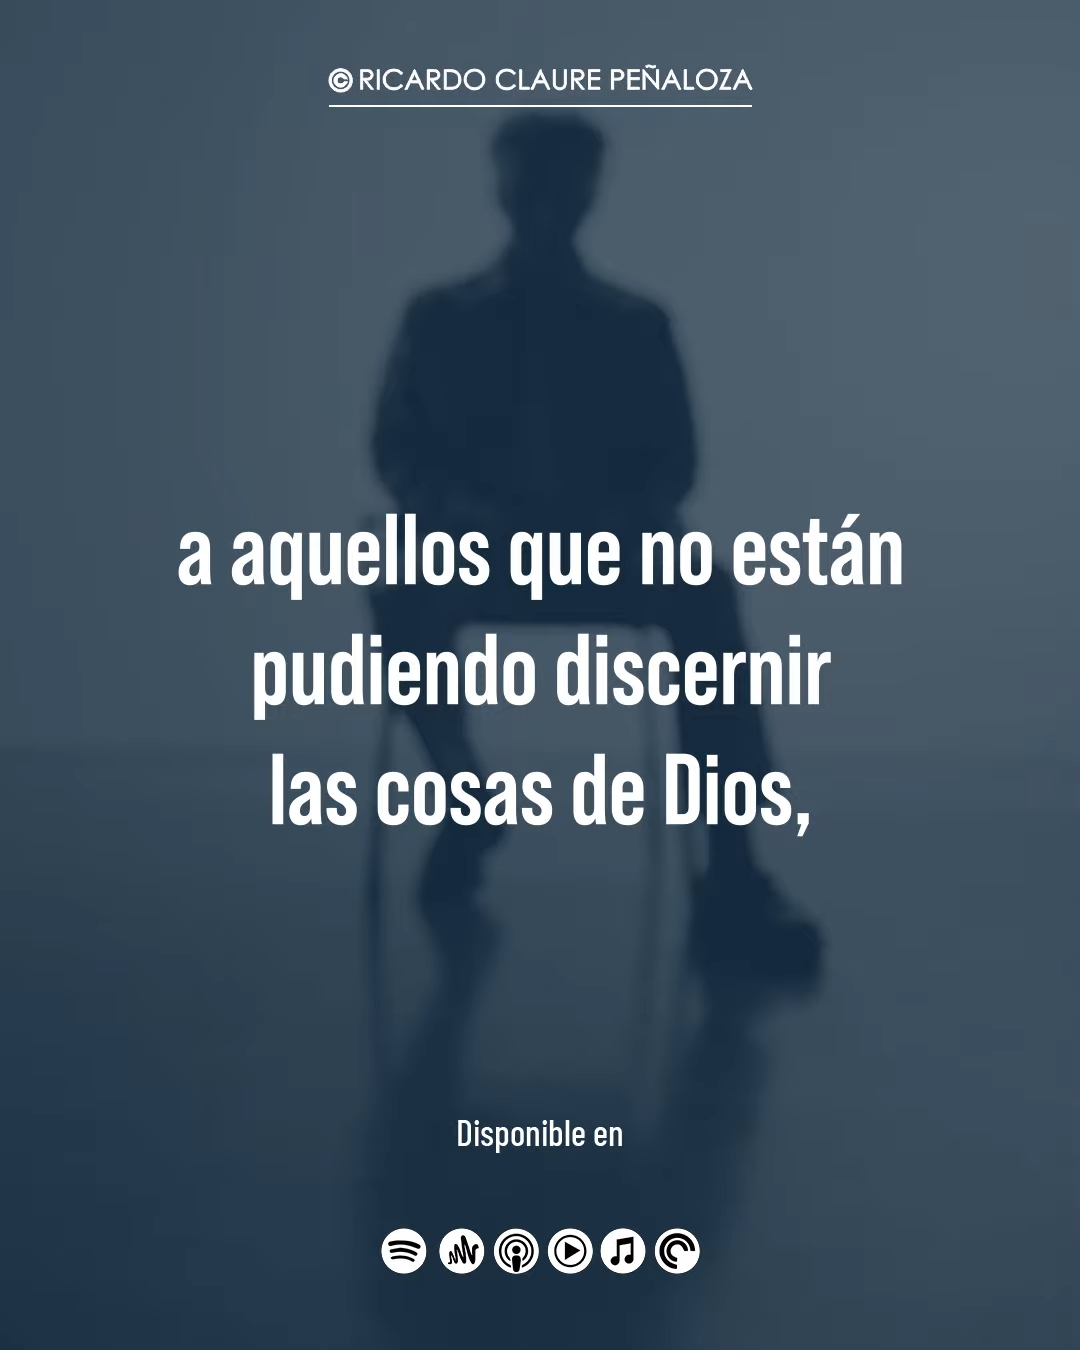 © RICARDO CLAURE PEÑALOZA
a aquellos que no están
pudiendo discernir
las cosas de Dios,
Disponible en